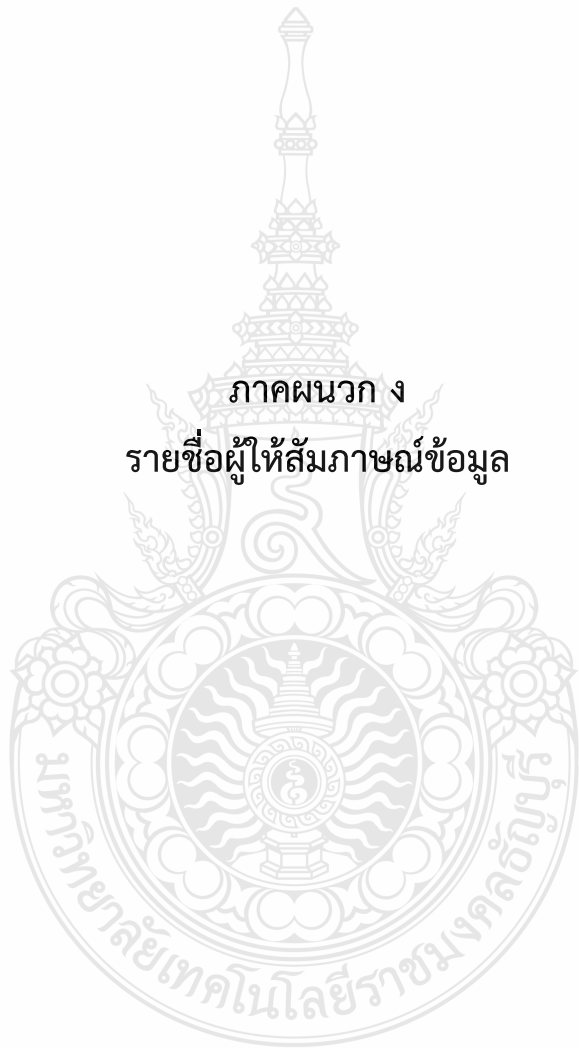 ภาคผนวก ง
รายชื่อผู้ให้สัมภาษณ์ข้อมูล
มหาวิทยาลัยเทคโนโลยีราชมงคลธัญบุรี